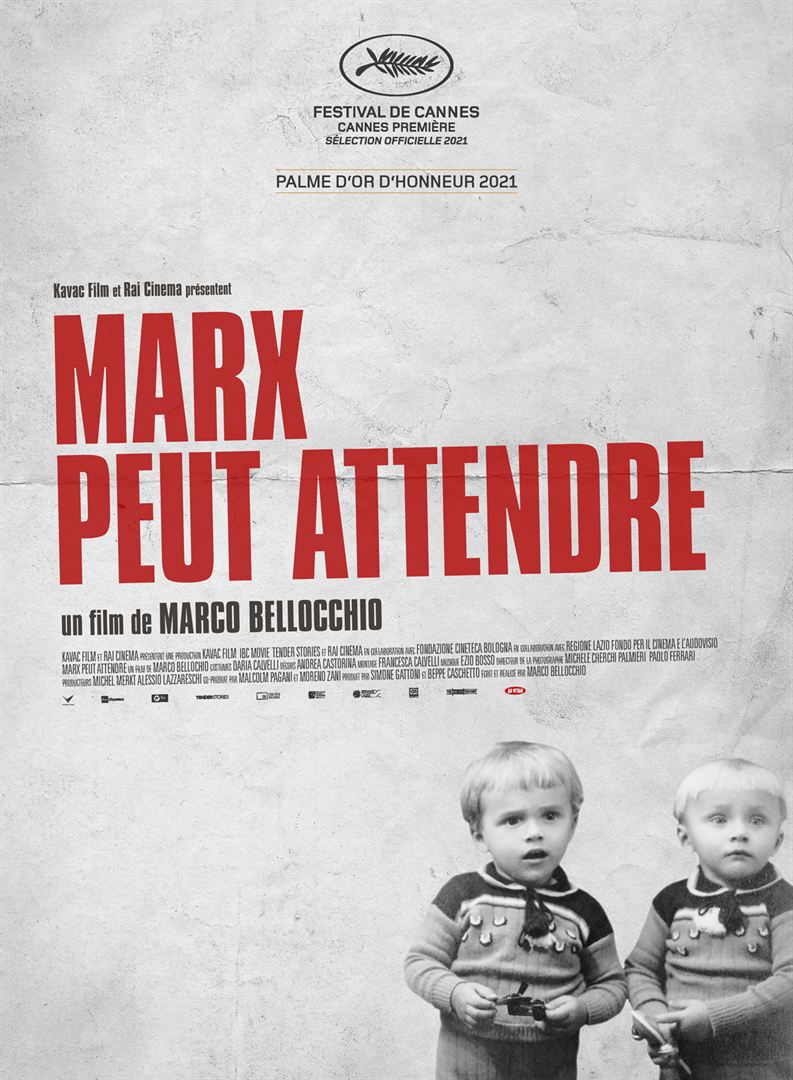 FESTIVAL DE CANNES
CANNES PREMIÈRE
SÉLECTION OFFICIELLE 2021
PALME D'OR D'HONNEUR 2021
Kavac Film et Rai Cinema présentent
MARX
PEUT ATTENDRE
un film de MARCO BELLOCCHIO
KAVAC FILM ET RAI CINEMA PRÉSENTENT UNE PRODUCTION KAVAC FILM IBC MOVIE TENDER STORIES ET RAI CINEMA EN COLLABORATION AVEC FONDAZIONE CINETECA BOLOGNA EN COLLABORATION AVEC REGIONE LAZIO FONDO PER IL CINEMA E L'AUDOVISIO
MARX PEUT ATTENDRE UN FILM DE MARCO BELLOCHIO COSTUMES DARIA CALVELLI DÉCORS ANDREA CASTORINA MONTAGE FRANCESCA CALVELLI MUSIQUE EZIO BOSSO DIRECTEUR DE LA PHOTOGRAPHIE MICHELE CHERCHI PALMIERI PAOLO FERRARI
PRODUCTEURS MICHEL MERKT ALESSIO LAZZARESCHI CO-PRODUIT PAR MALCOLM PAGANI ET MORENO ZANI PRODUIT PAR SIMONE GATTONI ET BEPPE CASCHETTO ÉCRIT ET RÉALISÉ PAR MARCO BELLOCCHIO
TENDERSTORIES
AD VITAM